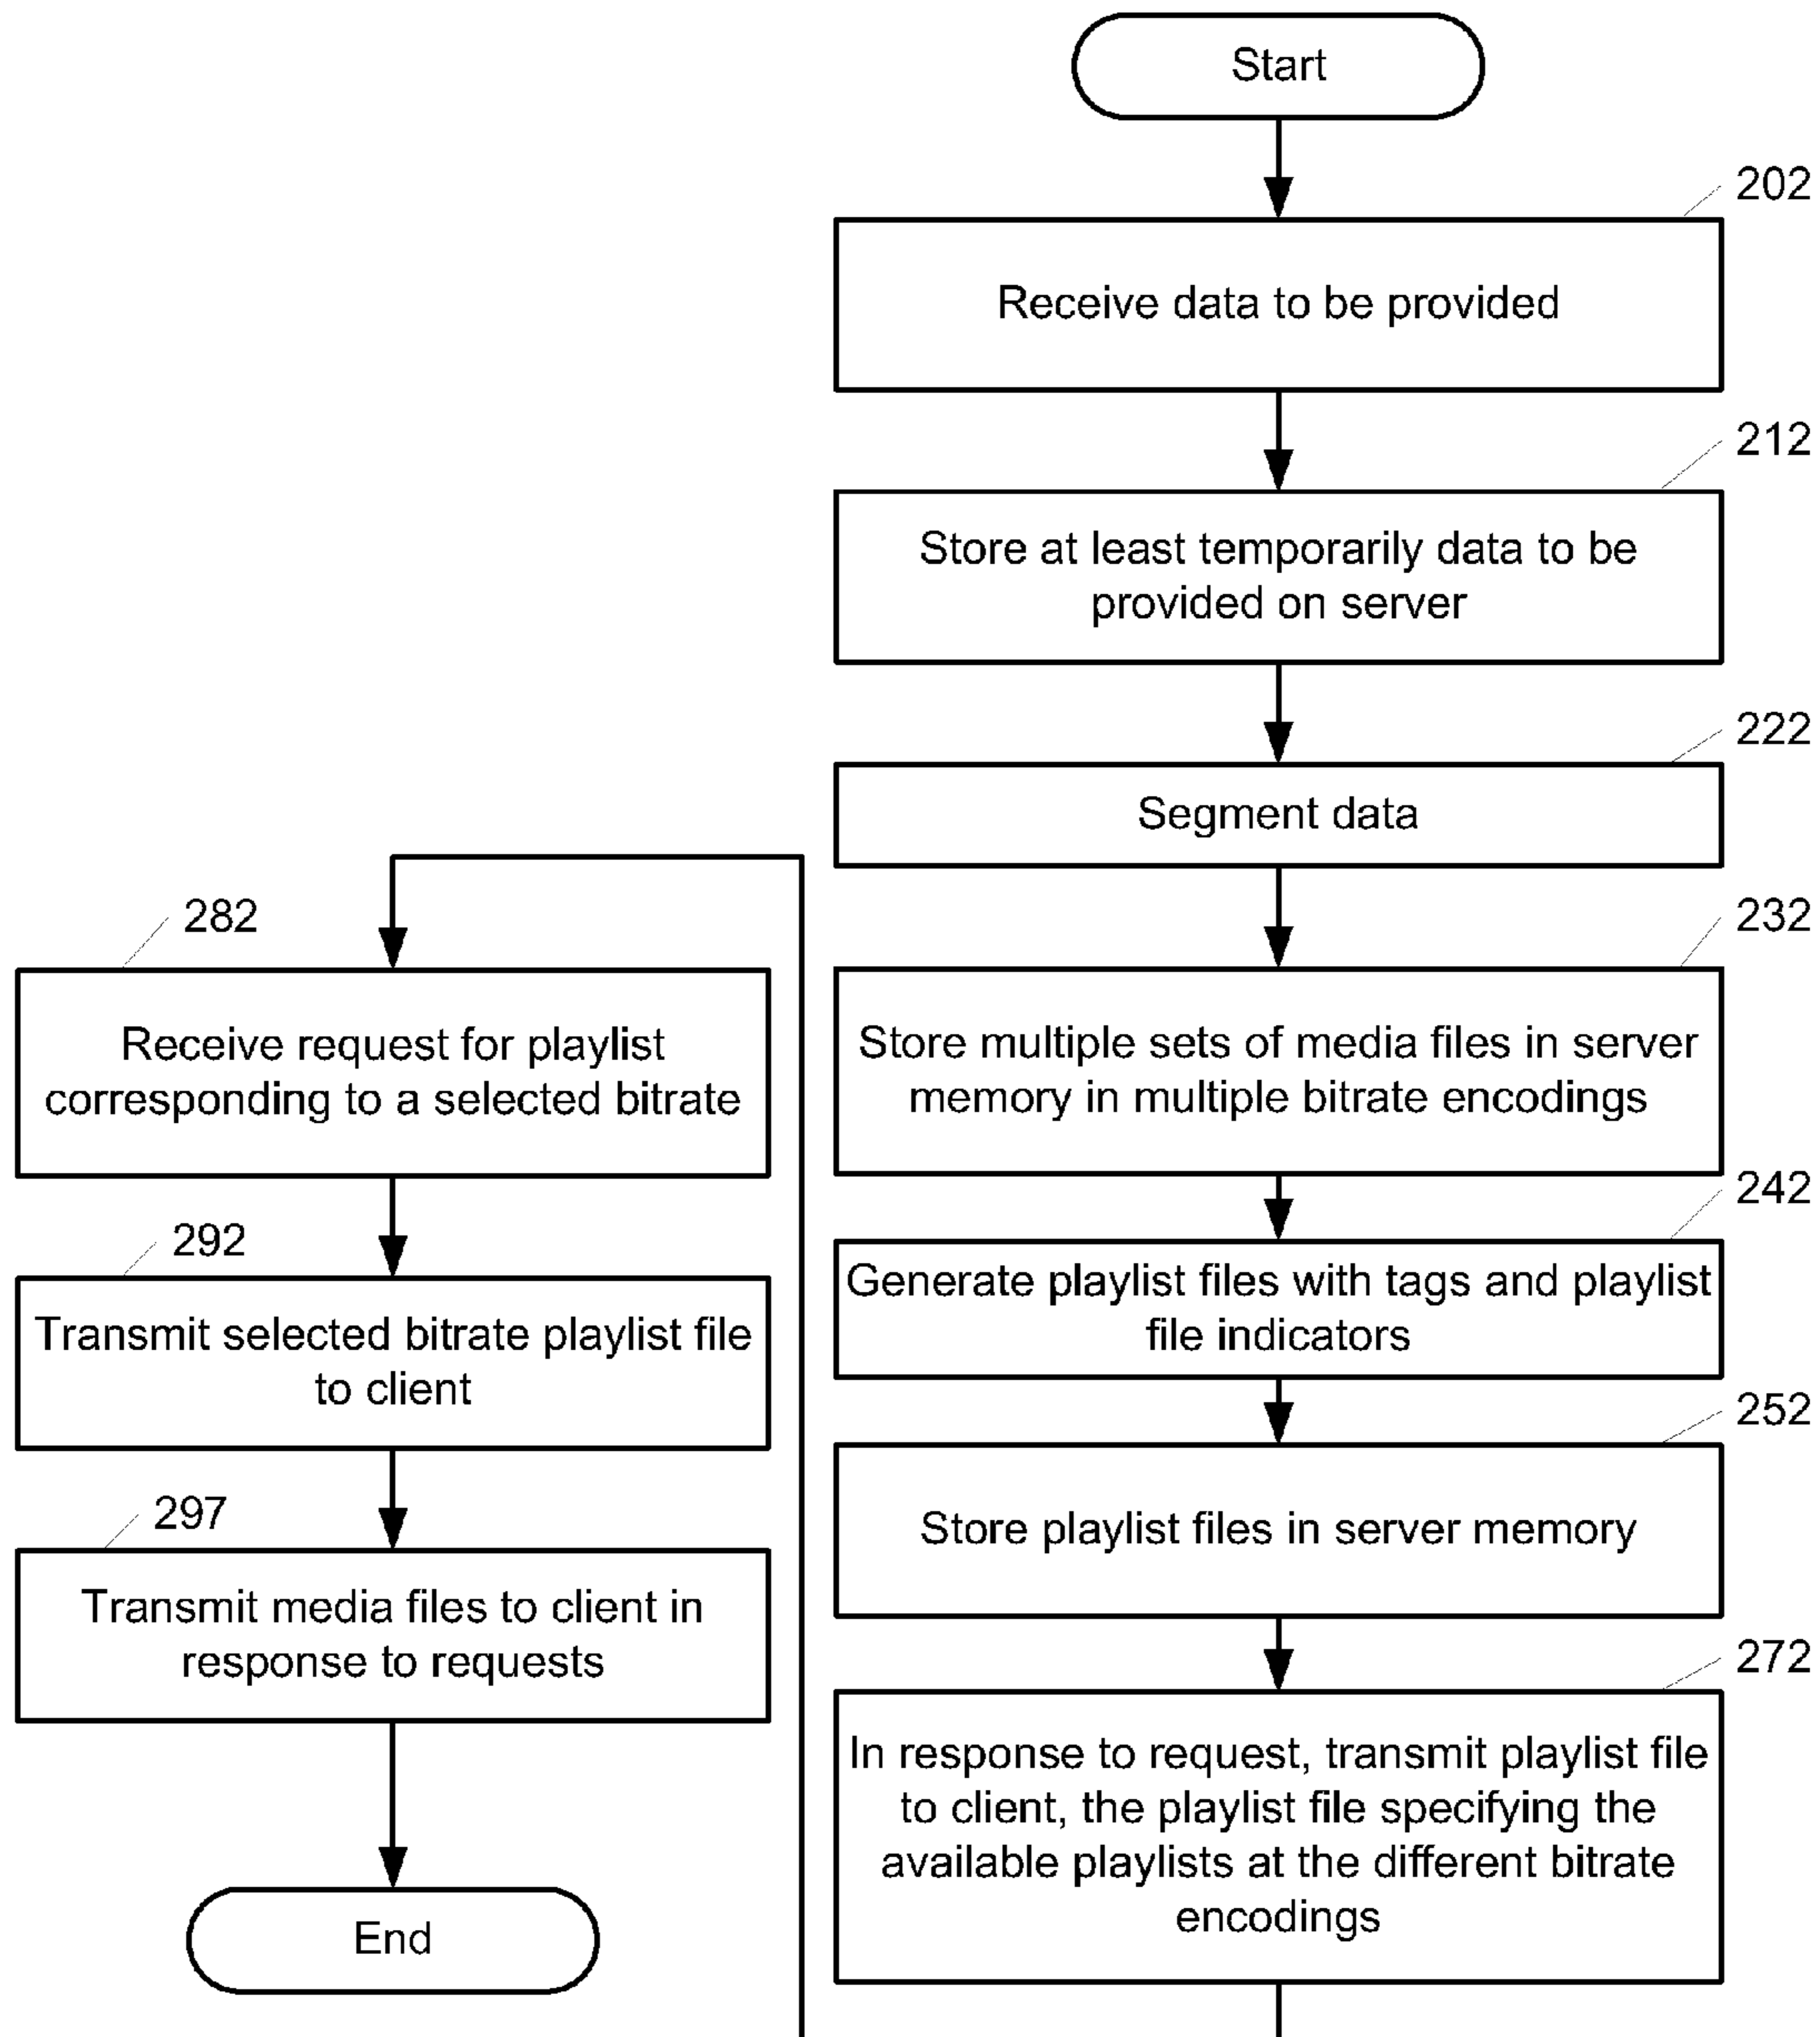 Start
202
Receive data to be provided
212
Store at least temporarily data to be
provided on server
222
Segment data
232
Store multiple sets of media files in server
memory in multiple bitrate encodings
242
Generate playlist files with tags and playlist
file indicators
252
Store playlist files in server memory
272
In response to request, transmit playlist file
to client, the playlist file specifying the
available playlists at the different bitrate
encodings
282
Receive request for playlist
corresponding to a selected bitrate
292
Transmit selected bitrate playlist file
to client
297
Transmit media files to client in
response to requests
End